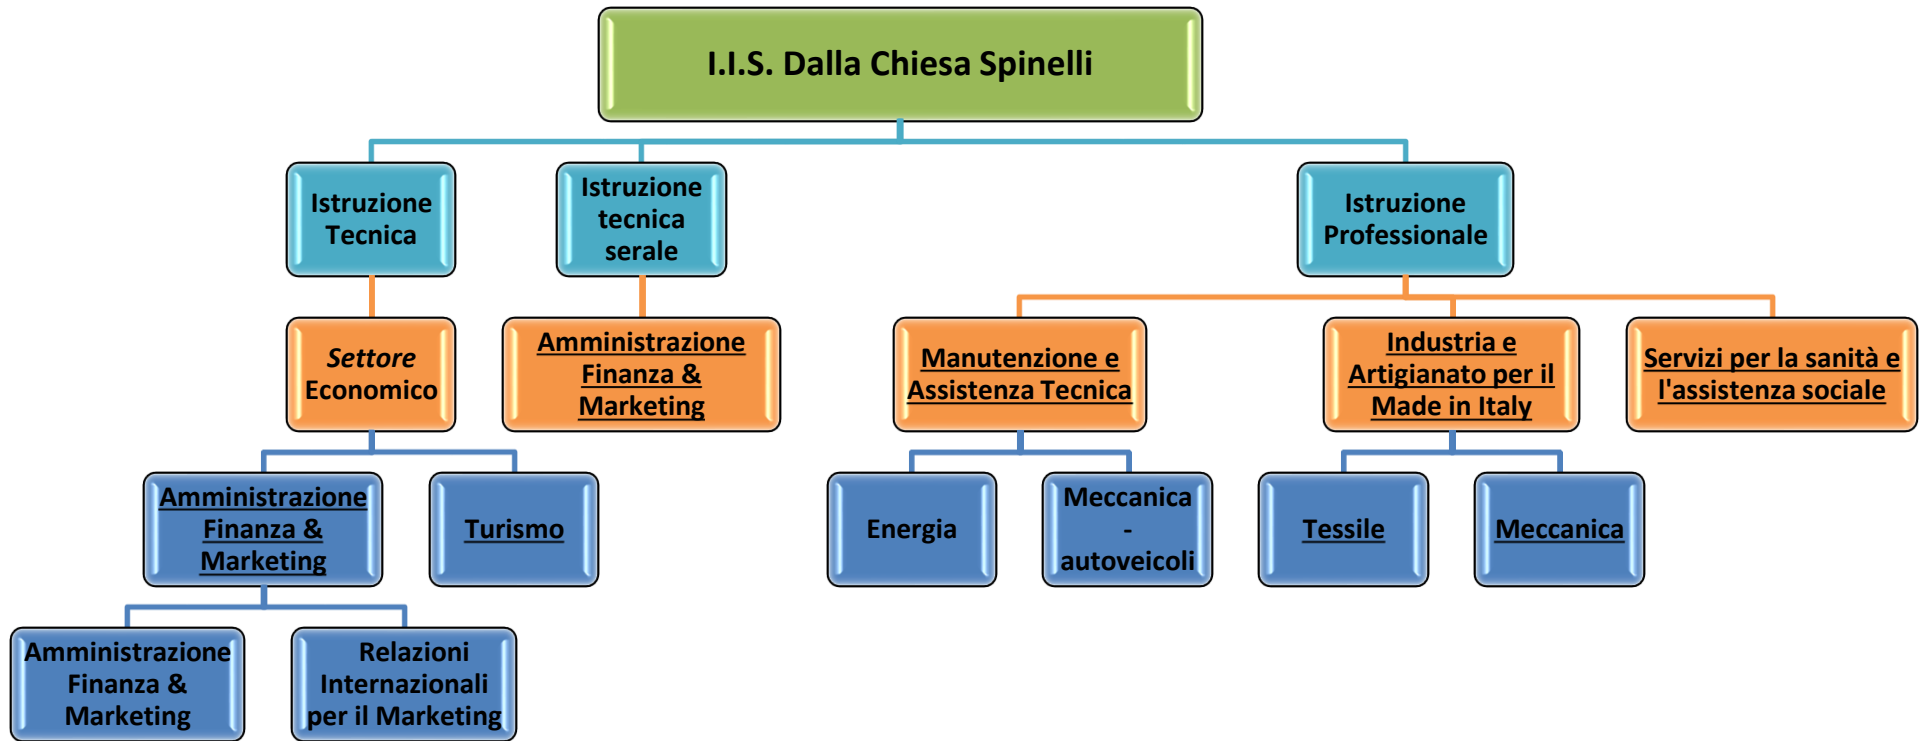 I.I.S. Dalla Chiesa Spinelli
Istruzione
Tecnica
Istruzione
tecnica
serale
Istruzione
Professionale
Settore
Economico
Amministrazione
Finanza &
Marketing
Manutenzione e
Assistenza Tecnica
Industria e
Artigianato per il
Made in Italy
Servizi per la sanità e
l'assistenza sociale
Amministrazione
Finanza &
Marketing
Turismo
Energia
Meccanica
-
autoveicoli
Tessile
Meccanica
Amministrazione
Finanza &
Marketing
Relazioni
Internazionali
per il Marketing